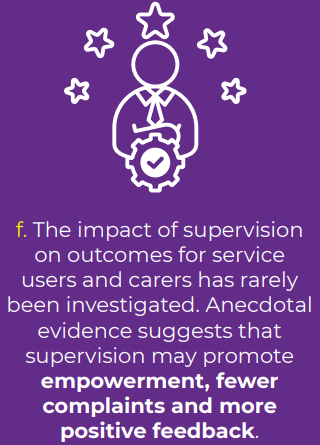 f. The impact of supervision
on outcomes for service
users and carers has rarely
been investigated. Anecdotal
evidence suggests that
supervision may promote
empowerment, fewer
complaints and more
positive feedback.